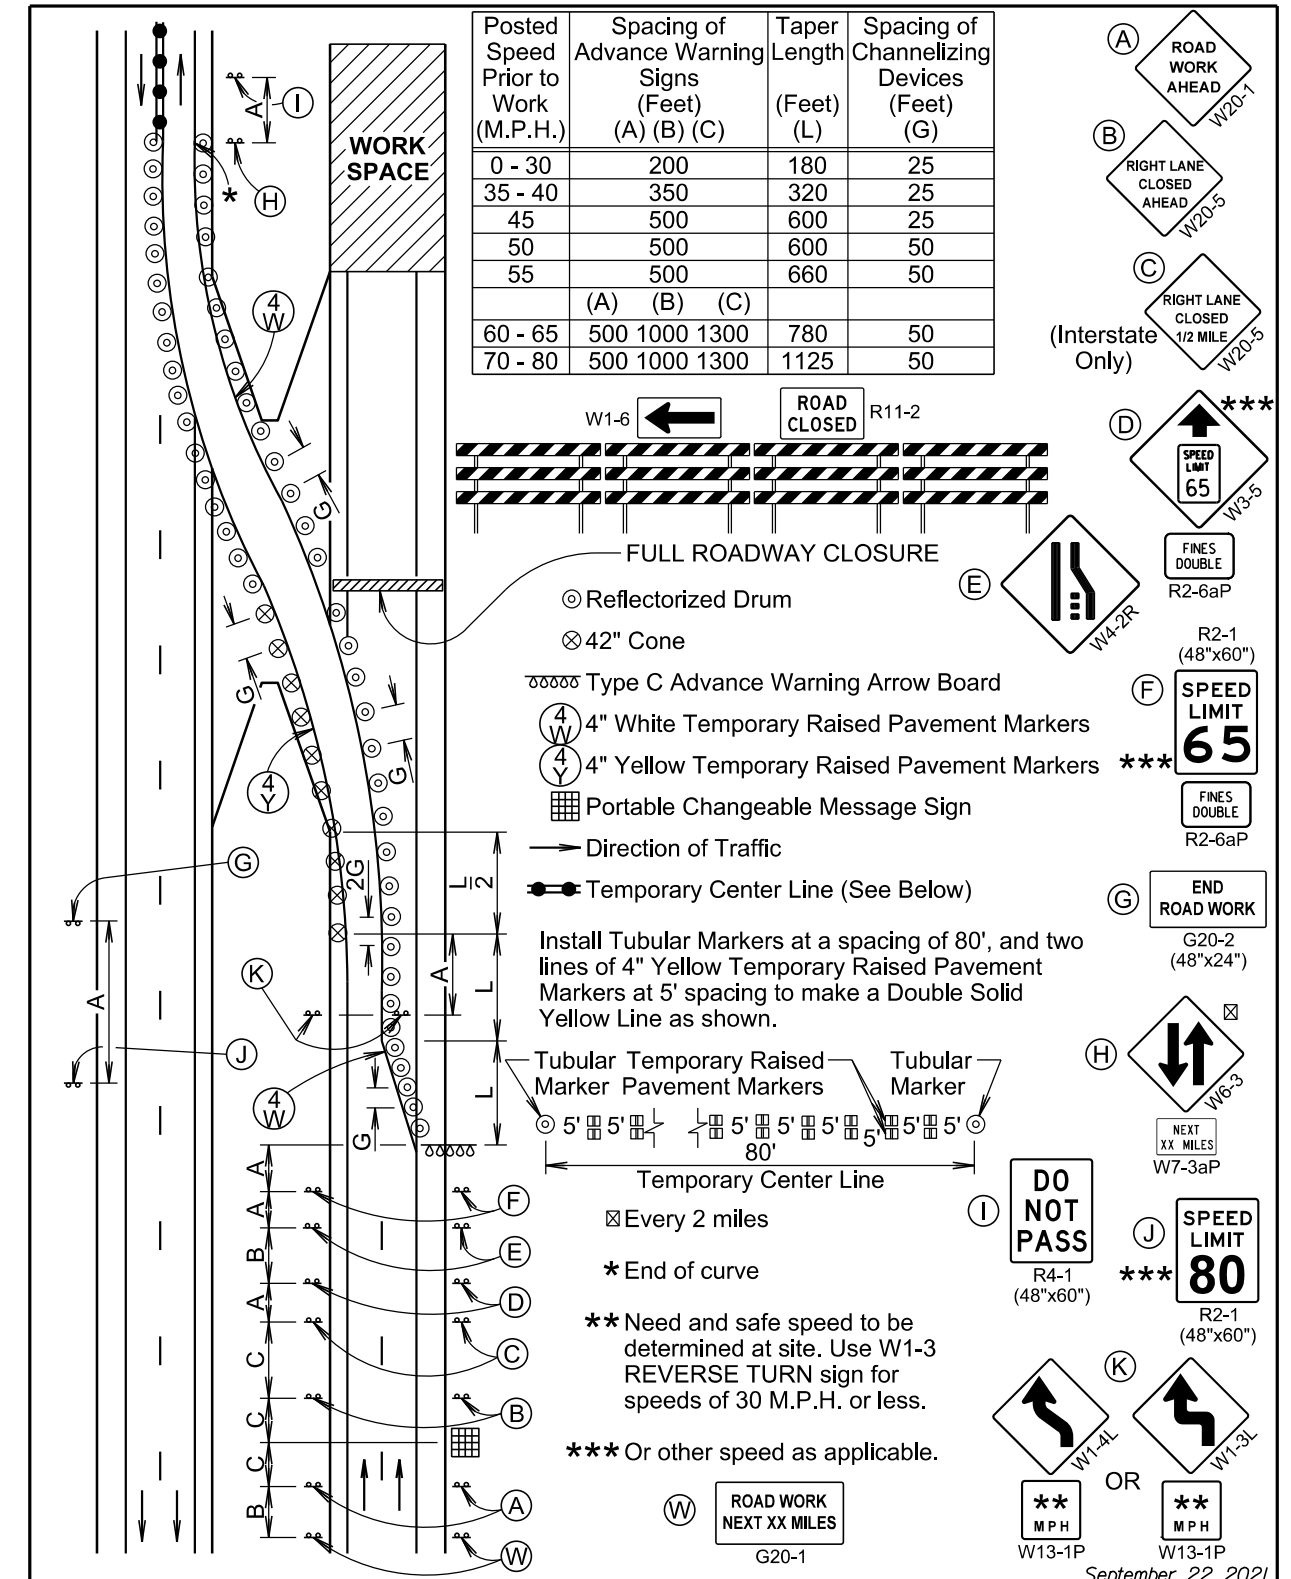 Posted Speed Prior to Work (M.P.H.)
Spacing of Advance Warning Signs (Feet) (A) (B) (C)
Taper Length (Feet) (L)
Spacing of Channelizing Devices (Feet) (G)
0 - 30 200 180 25
35 - 40 350 320 25
45 500 600 25
50 500 600 50
55 500 660 50
(A) (B) (C)
60 - 65 500 1000 1300 780 50
70 - 80 500 1000 1300 1125 50
WORK
SPACE
A
I
H
*
4
W
G
G
G
4
Y
G
2G
L
2
A
L
L
K
A
G
J
4
W
G
A
A
B
A
C
C
C
B
F
E
D
C
B
A
W
W1-6
ROAD
CLOSED
R11-2
FULL ROADWAY CLOSURE
Reflectorized Drum
42" Cone
Type C Advance Warning Arrow Board
4
W
4" White Temporary Raised Pavement Markers
4
Y
4" Yellow Temporary Raised Pavement Markers
Portable Changeable Message Sign
Direction of Traffic
Temporary Center Line (See Below)
Install Tubular Markers at a spacing of 80', and two
lines of 4" Yellow Temporary Raised Pavement
Markers at 5' spacing to make a Double Solid
Yellow Line as shown.
Tubular
Marker
Temporary Raised
Pavement Markers
Tubular
Marker
5' 5' 5' 5' 5' 5' 5'
80'
Temporary Center Line
Every 2 miles
* End of curve
** Need and safe speed to be
determined at site. Use W1-3
REVERSE TURN sign for
speeds of 30 M.P.H. or less.
*** Or other speed as applicable.
W
ROAD WORK
NEXT XX MILES
G20-1
A
ROAD
WORK
AHEAD
W20-1
B
RIGHT LANE
CLOSED
AHEAD
W20-5
C
RIGHT LANE
CLOSED
1/2 MILE
W20-5
(Interstate
Only)
D
***
SPEED
LIMIT
65
W3-5
FINES
DOUBLE
R2-6aP
E
W4-2R
R2-1
(48"x60")
F
SPEED
LIMIT
65
***
FINES
DOUBLE
R2-6aP
G
END
ROAD WORK
G20-2
(48"x24")
H
W6-3
NEXT
XX MILES
W7-3aP
I
DO
NOT
PASS
R4-1
(48"x60")
J
SPEED
LIMIT
80
***
R2-1
(48"x60")
K
W1-4L
OR
W1-3L
**
MPH
W13-1P
**
MPH
W13-1P
September 22, 2021